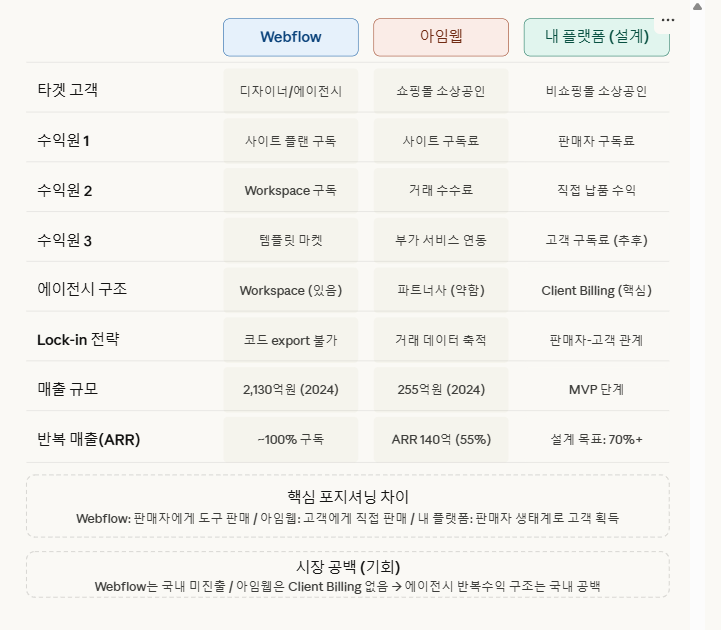 Webflow 아임웹 내 플랫폼 (설계)
타겟 고객 디자이너/에이전시 쇼핑몰 소상공인 비쇼핑몰 소상공인
수익원 1 사이트 플랜 구독 사이트 구독료 판매자 구독료
수익원 2 Workspace 구독 거래 수수료 직접 납품 수익
수익원 3 템플릿 마켓 부가 서비스 연동 고객 구독료 (추후)
에이전시 구조 Workspace (있음) 파트너사 (약함) Client Billing (핵심)
Lock-in 전략 코드 export 불가 거래 데이터 축적 판매자-고객 관계
매출 규모 2,130억원 (2024) 255억원 (2024) MVP 단계
반복 매출(ARR) ~100% 구독 ARR 140억 (55%) 설계 목표: 70%+
핵심 포지셔닝 차이
Webflow: 판매자에게 도구 판매 / 아임웹: 고객에게 직접 판매 / 내 플랫폼: 판매자 생태계로 고객 획득
시장 공백 (기회)
Webflow는 국내 미진출 / 아임웹은 Client Billing 없음 → 에이전시 반복수익 구조는 국내 공백